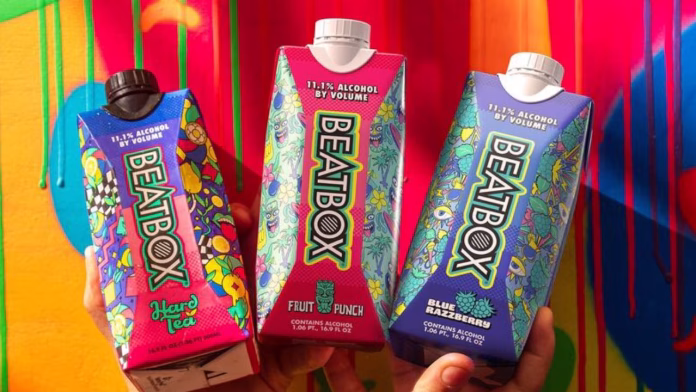 11.1% ALCOHOL
BY VOLUME
BEATBOX
Hard
Tea
11.1% ALCOHOL
BY VOLUME
BEATBOX
FRUIT PUNCH
CONTAINS ALCOHOL
1.06 PT., 16.9 FL OZ
11.1% ALCOHOL
BY VOLUME
BEATBOX
BLUE
RAZZBERRY
CONTAINS ALCOHOL
1.06 PT., 16.9 FL OZ